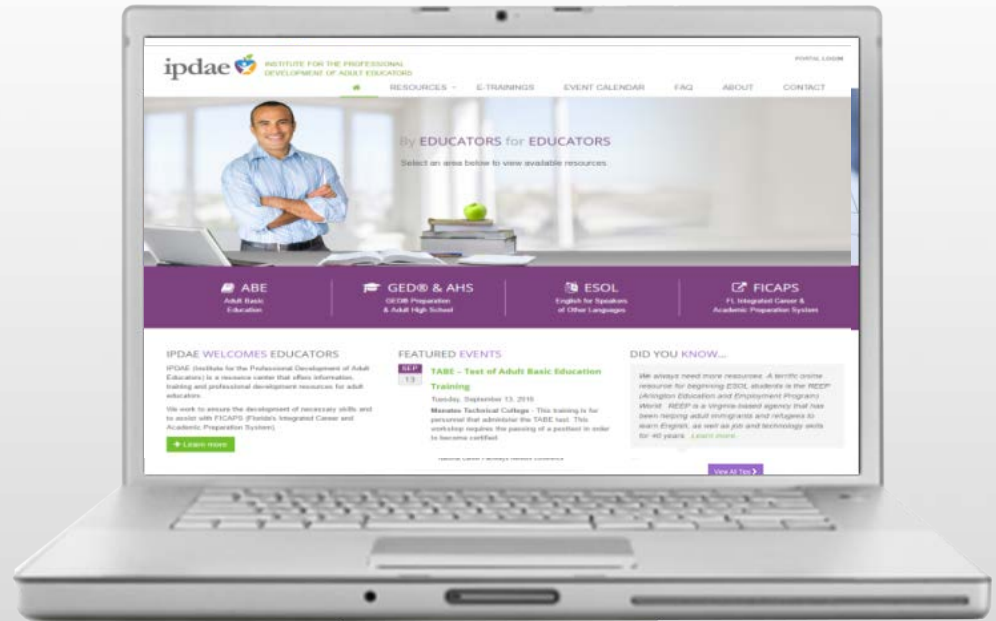 ipdae
INSTITUTE FOR THE PROFESSIONAL
DEVELOPMENT OF ADULT EDUCATORS
PORTAL LOGIN
RESOURCES
E-TRAININGS
EVENT CALENDAR
FAQ
ABOUT
CONTACT
By EDUCATORS for EDUCATORS
Select an area below to view available resources
ABE
Adult Basic
Education
GED® & AHS
GED® Preparation
& Adult High School
ESOL
English for Speakers
of Other Languages
FICAPS
FL Integrated Career &
Academic Preparation System
IPDAE WELCOMES EDUCATORS
IPDAE (Institute for the Professional Development of Adult
Educators) is a resource center that offers information,
training and professional development resources for adult
educators.
We work to ensure the development of necessary skills and
to assist with FICAPS (Florida's Integrated Career and
Academic Preparation System)
+ Learn more
FEATURED EVENTS
SEP
13
TABE – Test of Adult Basic Education
Training
Tuesday, September 13, 2016
Manatee Technical College - This training is for
personnel that administer the TABE test. This
workshop requires the passing of a posttest in order
to become certified
National Career Pathways Network Conference
DID YOU KNOW...
We always need more resources. A terrific online
resource for beginning ESOL students is the REEP
(Arlington Education and Employment Program)
World. REEP is a Virginia-based agency that has
been helping adult immigrants and refugees to
learn English, as well as job and technology skills
for 40 years. Learn more.
View All Tips